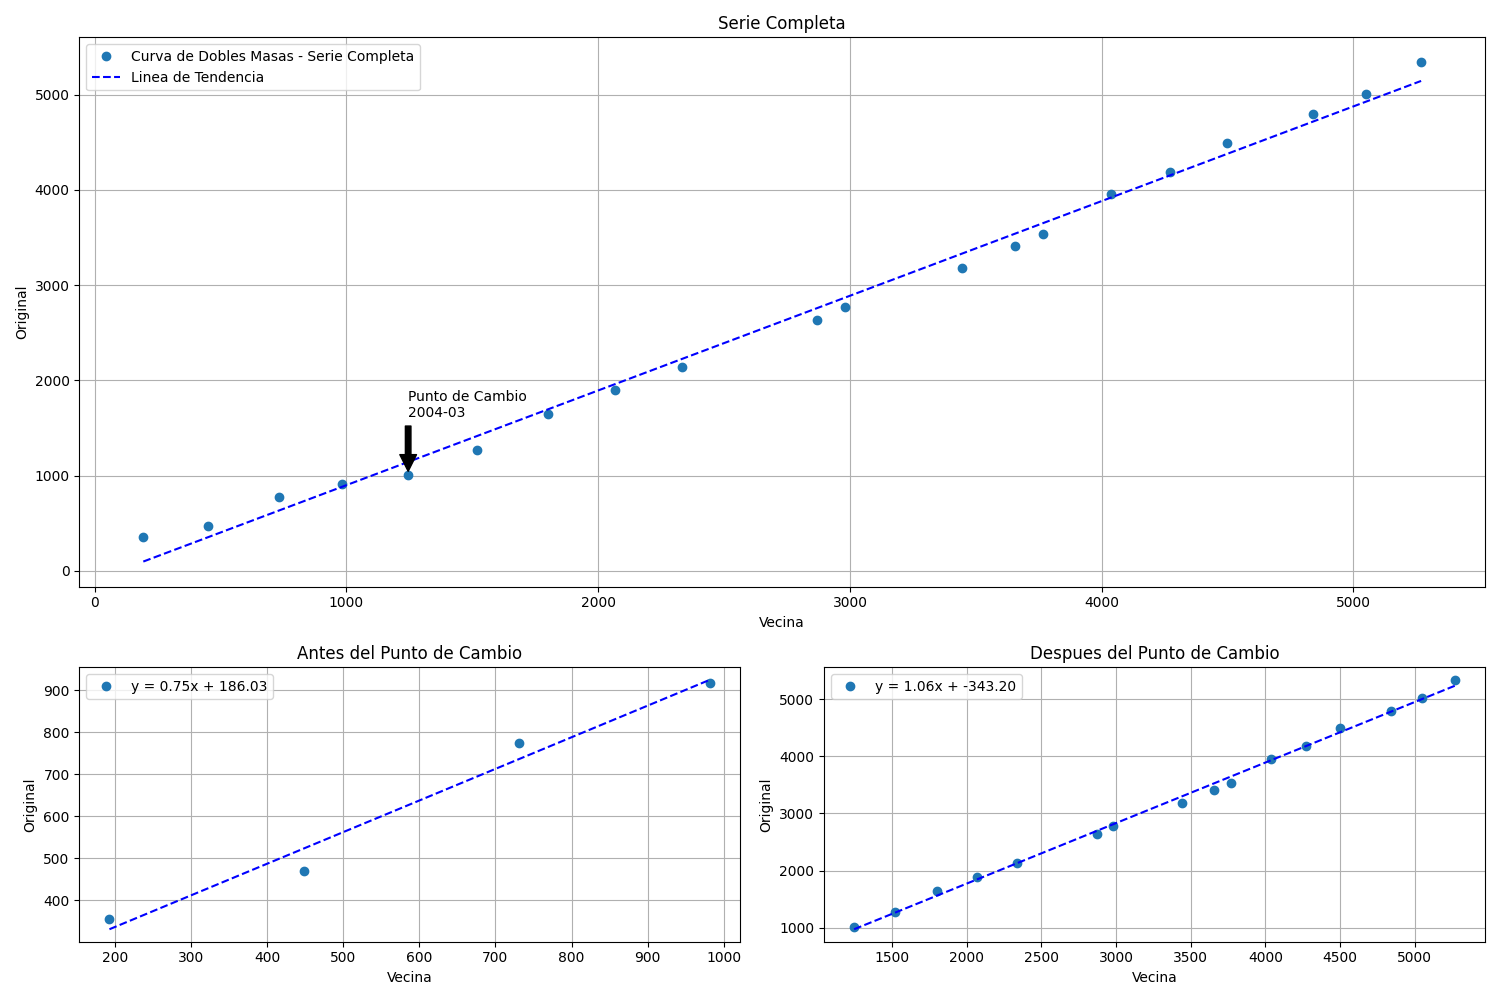 Serie Completa
Curva de Dobles Masas - Serie Completa
Linea de Tendencia
5000
4000
3000
2000
1000
0
Original
Punto de Cambio
2004-03
0 1000 2000 3000 4000 5000
Vecina
Antes del Punto de Cambio
y = 0.75x + 186.03
900
800
700
600
500
400
Original
200 300 400 500 600 700 800 900 1000
Vecina
Despues del Punto de Cambio
y = 1.06x + -343.20
5000
4000
3000
2000
1000
Original
1500 2000 2500 3000 3500 4000 4500 5000
Vecina